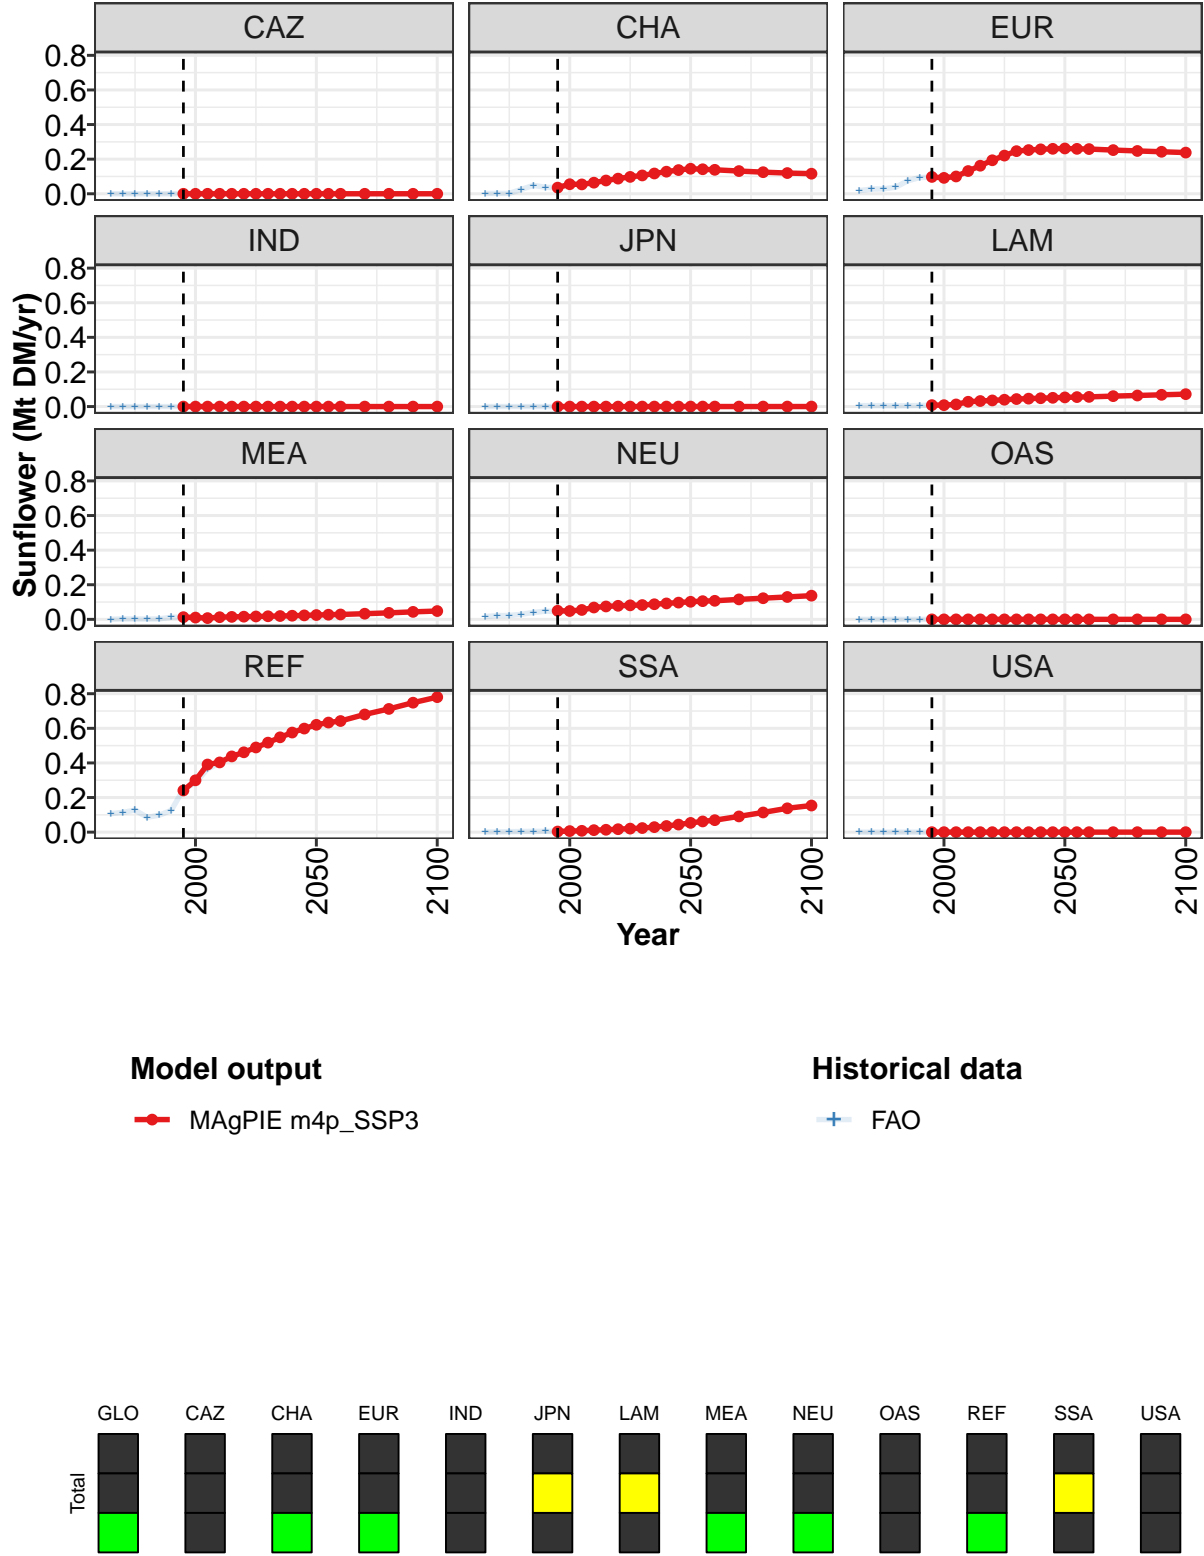 CAZ CHA EUR
0.8
0.6
0.4
0.2
0.0
IND JPN LAM
0.8
0.6
0.4
0.2
0.0
MEA NEU OAS
0.8
0.6
0.4
0.2
0.0
REF SSA USA
0.8
0.6
0.4
0.2
0.0
Sunflower (Mt DM/yr)
2000 2050 2100 2000 2050 2100 2000 2050 2100
Year
Model output Historical data
MAgPIE m4p_SSP3 FAO
GLO CAZ CHA EUR IND JPN LAM MEA NEU OAS REF SSA USA
Total